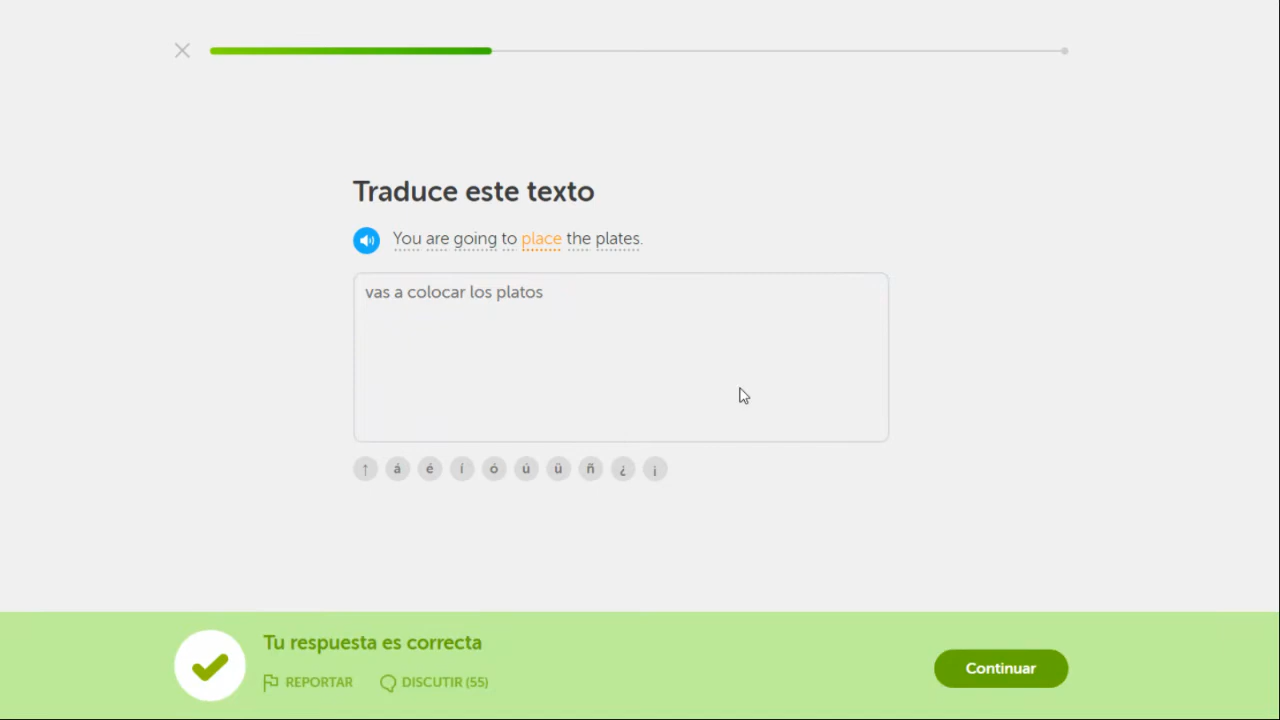 Traduce este texto
You are going to place the plates.
vas a colocar los platos
↑ á é í ó ú ü ñ ¿ ¡
Tu respuesta es correcta
REPORTAR DISCUTIR (55)
Continuar